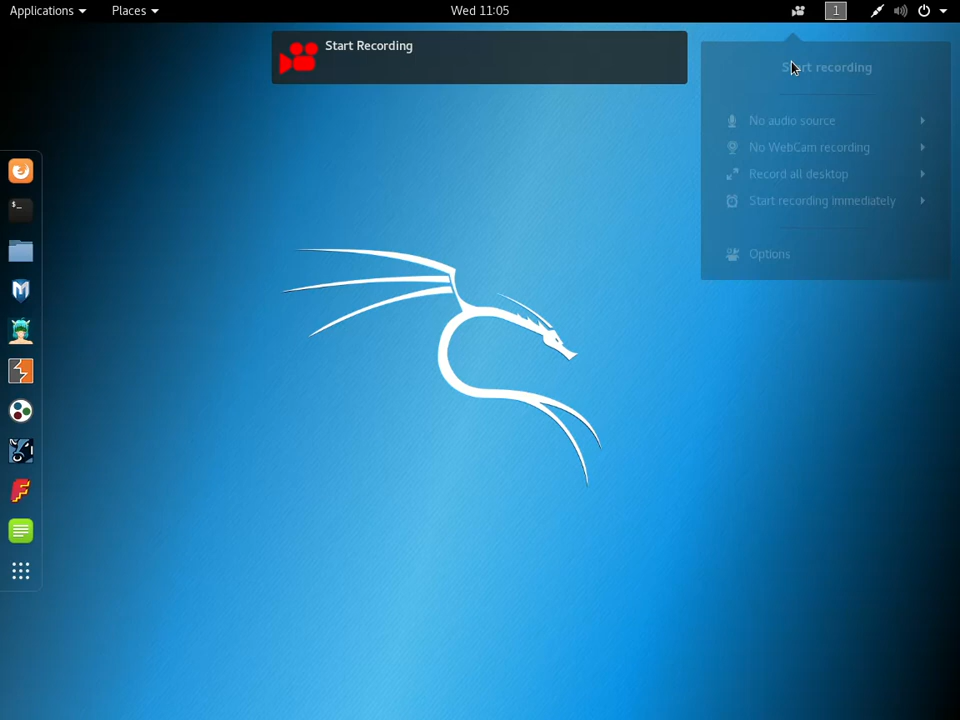 Applications
Places
Wed 11:05
1
Start Recording
Start recording
No audio source
No WebCam recording
Record all desktop
Start recording immediately
Options
$_